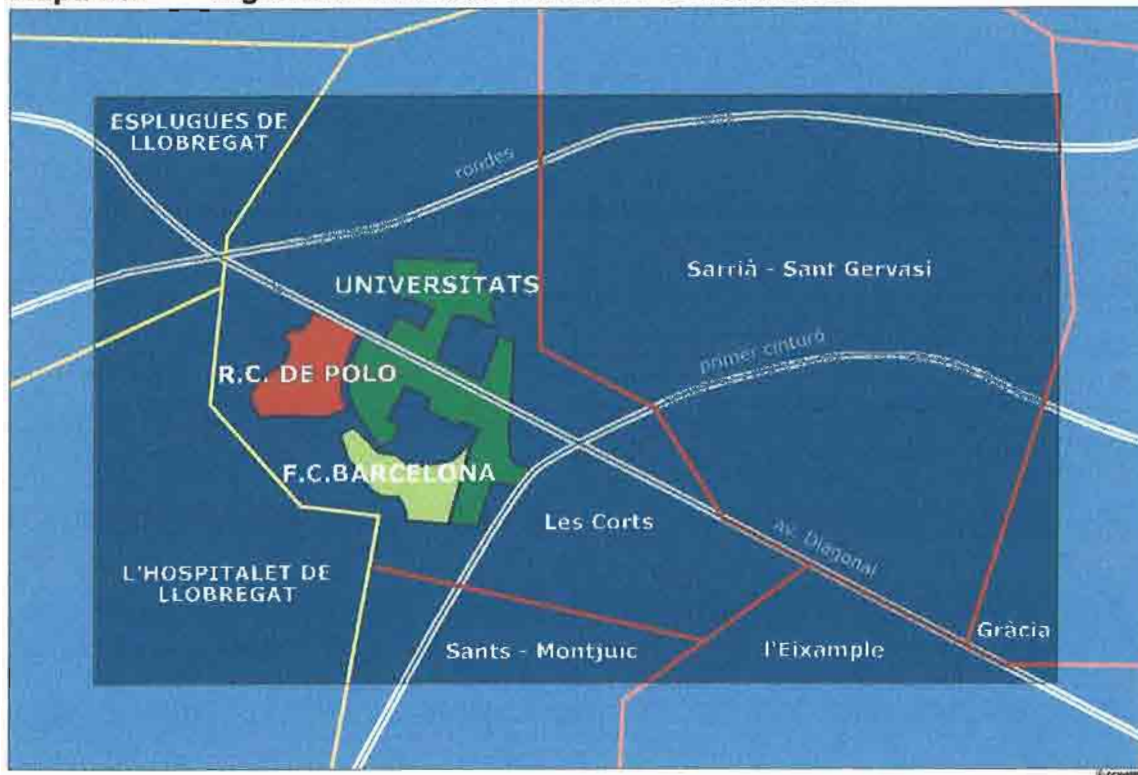 ESPLUGUES DE
LLOBREGAT
rondes
UNIVERSITATS
Sarrià - Sant Gervasi
R.C. DE POLO
primer cinturó
F.C.BARCELONA
Les Corts
Av. Diagonal
L'HOSPITALET DE
LLOBREGAT
Sants - Montjuïc
l'Eixample
Gràcia